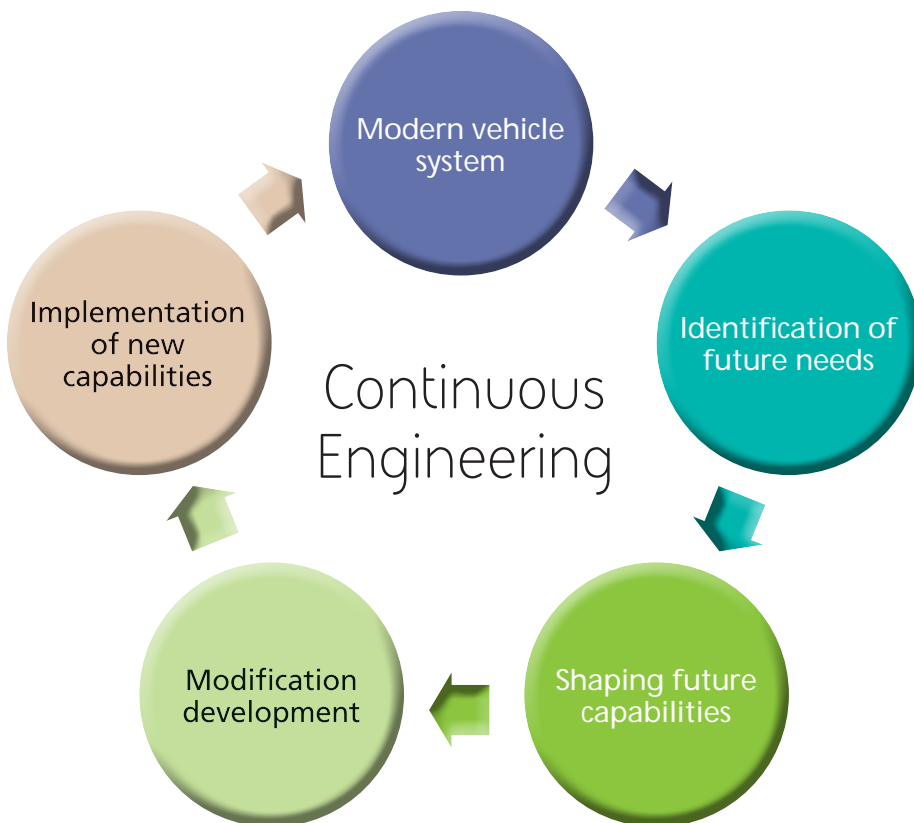 Modern vehicle
system
Identification of
future needs
Shaping future
capabilities
Modification
development
Implementation
of new
capabilities
Continuous
Engineering